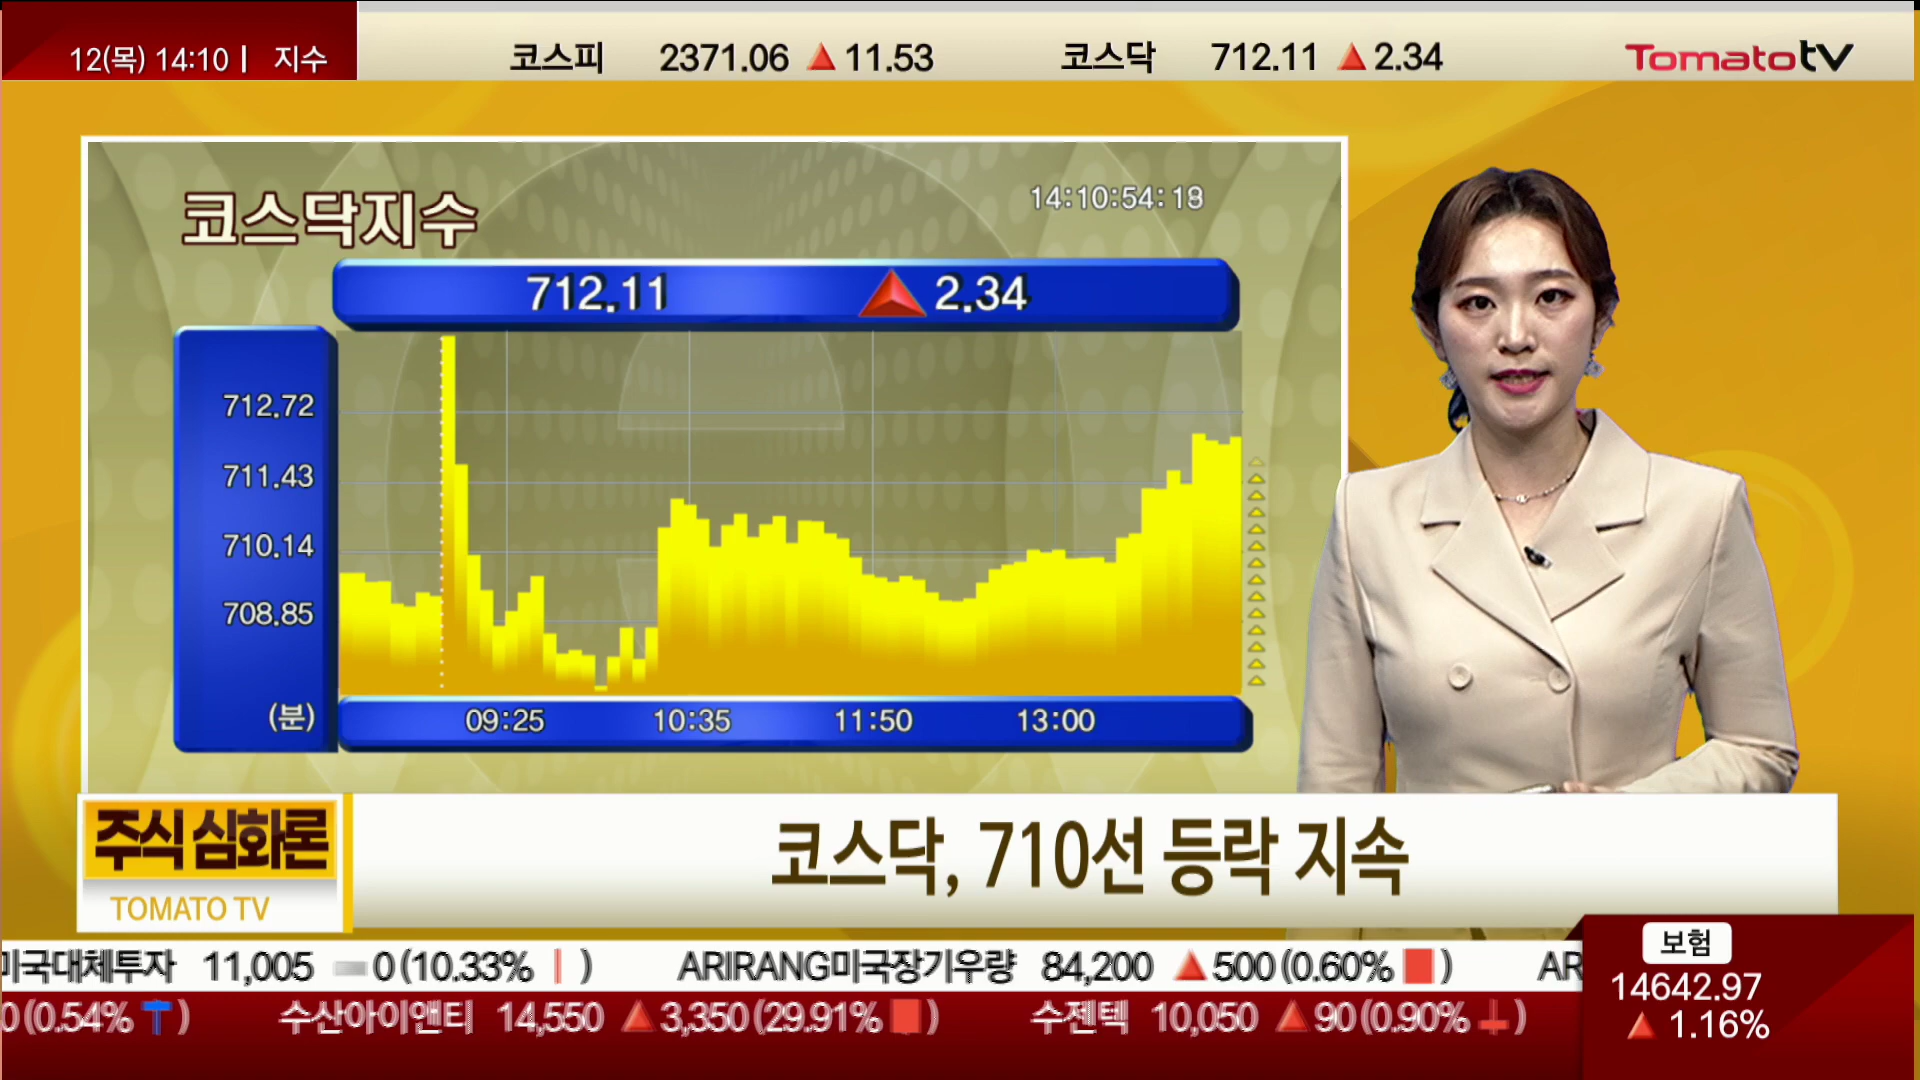 12(목) 14:10 | 지수
코스피 2371.06 ▲ 11.53 코스닥 712.11 ▲ 2.34
Tomato tv
코스닥지수
14:10:54:
712.11 ▲ 2.34
712.72
711.43
710.14
708.85
(분)
09:25 10:35 11:50 13:00
주식 심화론
TOMATO TV
코스닥, 710선 등락 지속
미국대체투자 11,005 0(10.33% ) ARIRANG미국장기우량 84,200 ▲500(0.60% ) AR
0(0.54% ) 수산아이앤티 14,550 ▲3,350(29.91% ) 수젠텍 10,050 ▲90(0.90% )
보험
14642.97
▲ 1.16%